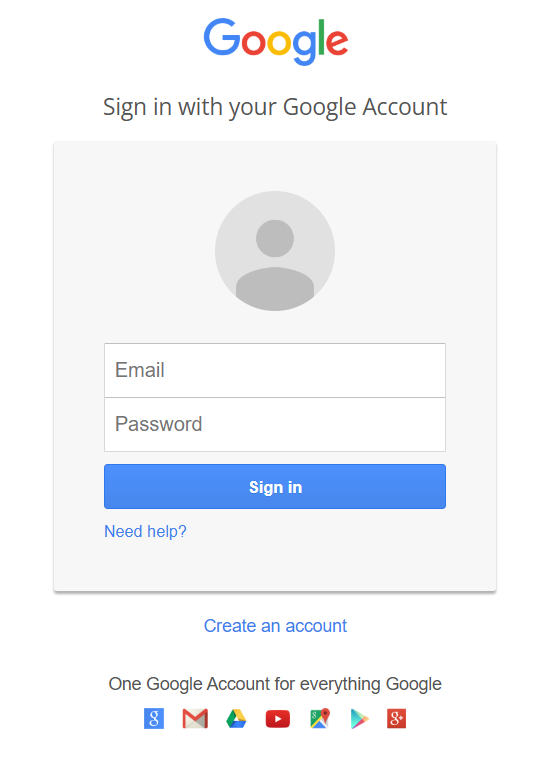 Google
Sign in with your Google Account
Email
Password
Sign in
Need help?
Create an account
One Google Account for everything Google